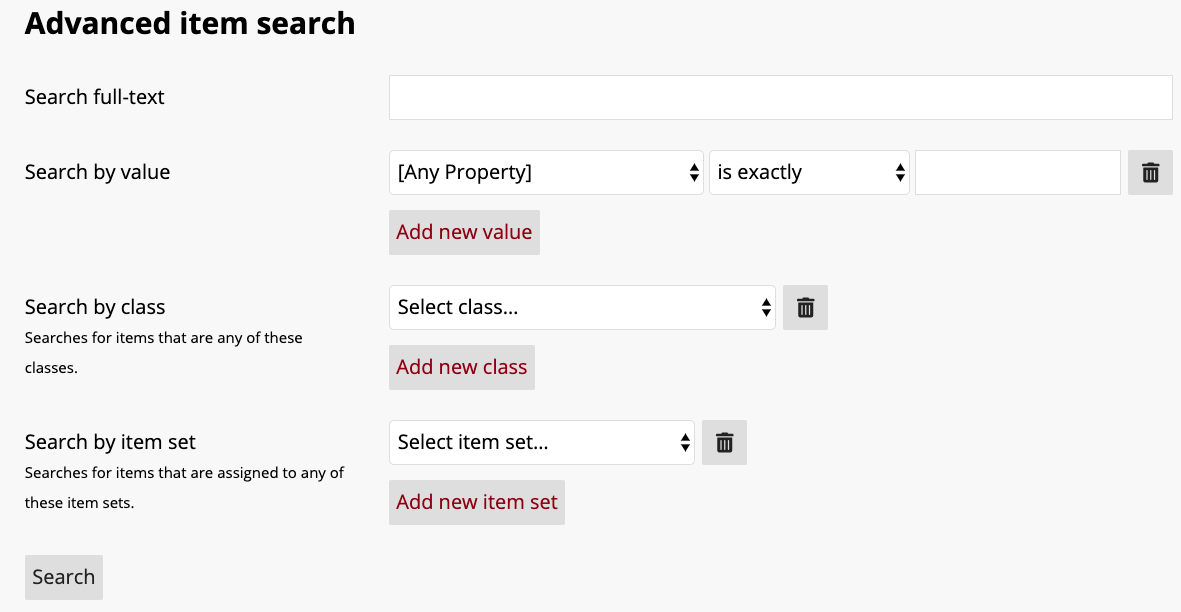 Advanced item search
Search full-text
Search by value
[Any Property]
is exactly
Add new value
Search by class
Searches for items that are any of these
classes.
Select class...
Add new class
Search by item set
Searches for items that are assigned to any of
these item sets.
Select item set...
Add new item set
Search